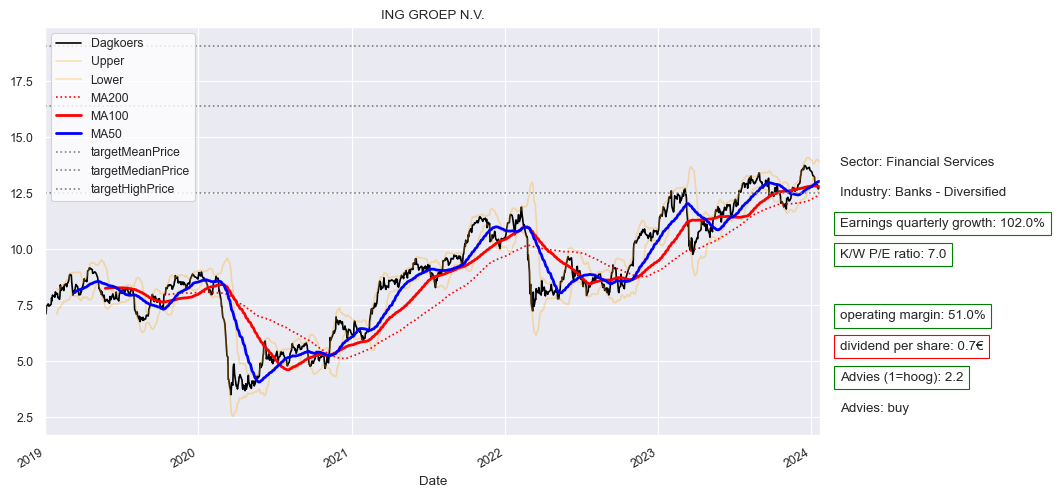 ING GROEP N.V.
Dagkoers
Upper
Lower
MA200
MA100
MA50
targetMeanPrice
targetMedianPrice
targetHighPrice
17.5
15.0
12.5
10.0
7.5
5.0
2.5
2019
2020
2021
2022
2023
2024
Date
Sector: Financial Services
Industry: Banks - Diversified
Earnings quarterly growth: 102.0%
K/W P/E ratio: 7.0
operating margin: 51.0%
dividend per share: 0.7€
Advies (1=hoog): 2.2
Advies: buy